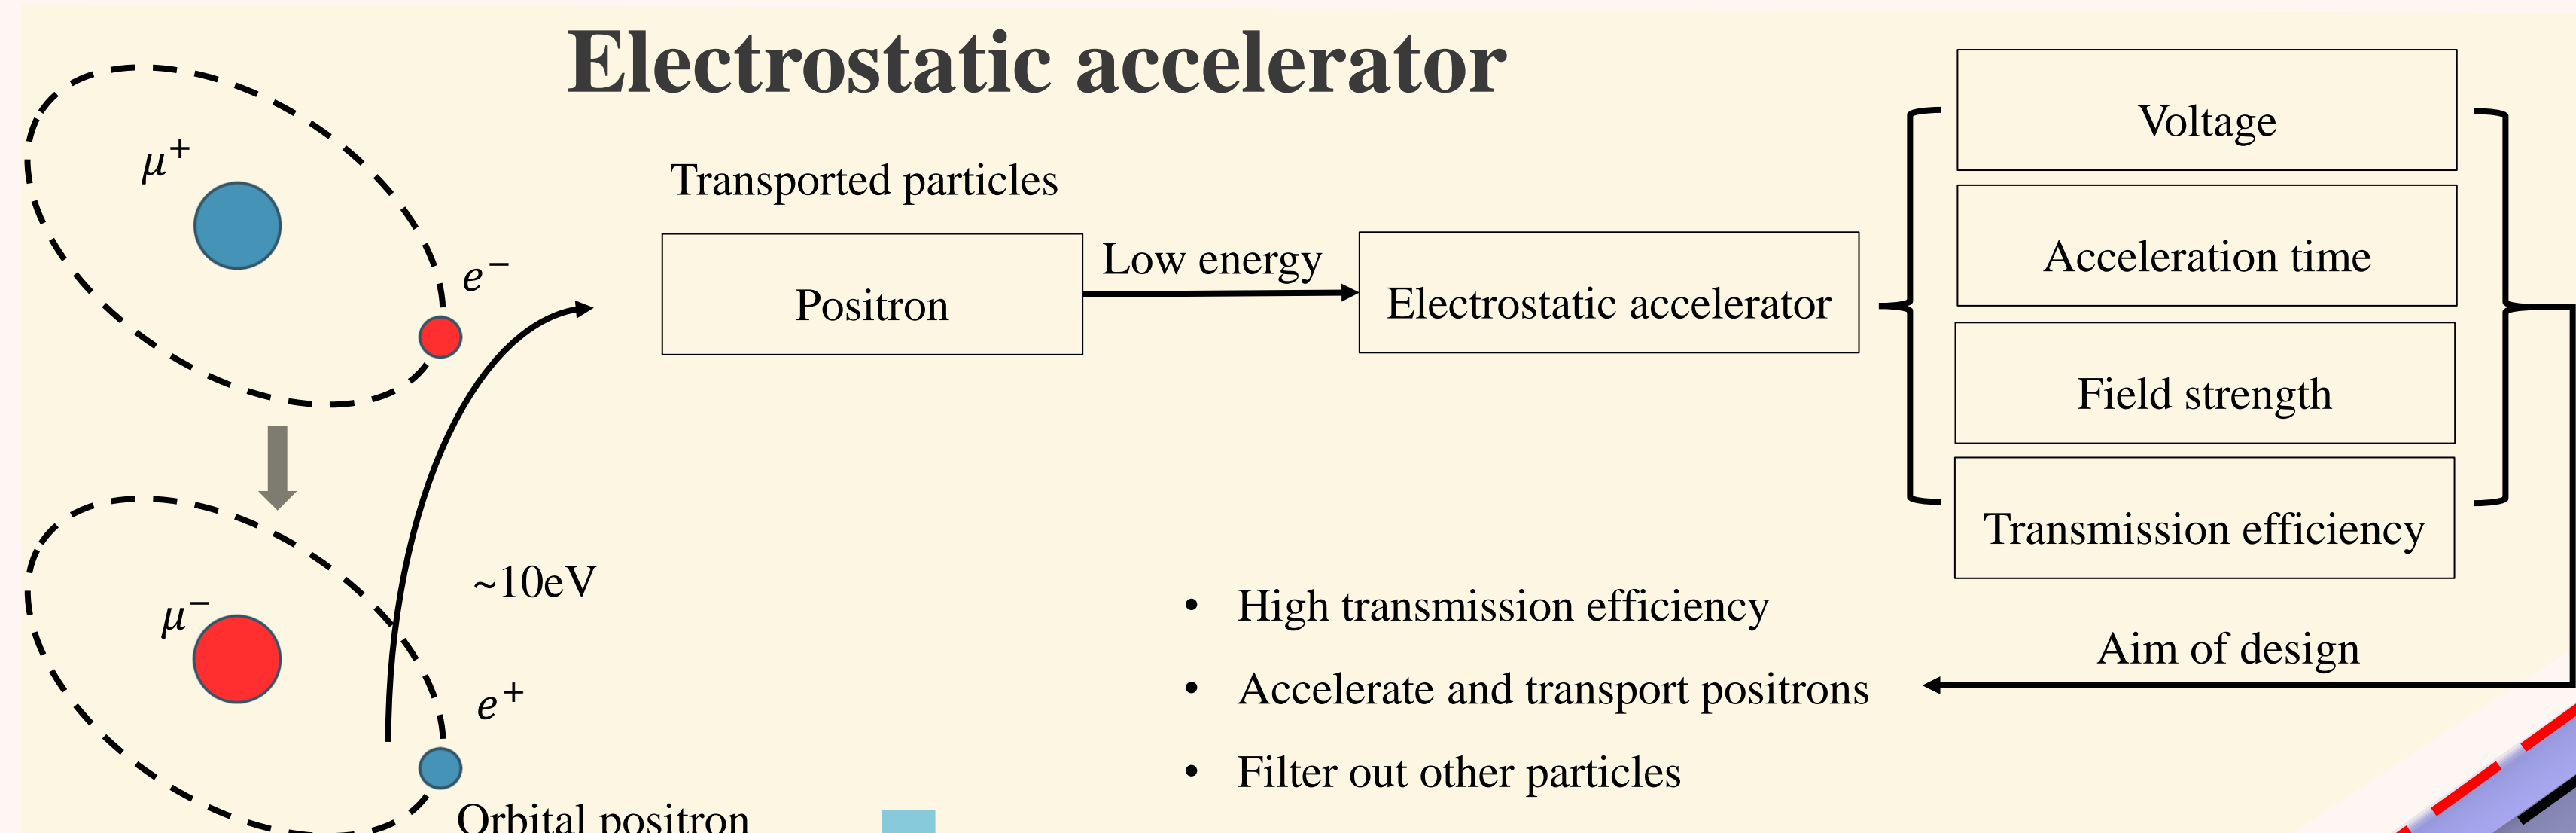 Electrostatic accelerator
μ⁺
e⁻
Transported particles
Positron
Low energy
Electrostatic accelerator
Voltage
Acceleration time
Field strength
Transmission efficiency
~10eV
μ⁻
e⁺
Orbital positron
• High transmission efficiency
• Accelerate and transport positrons
• Filter out other particles
Aim of design